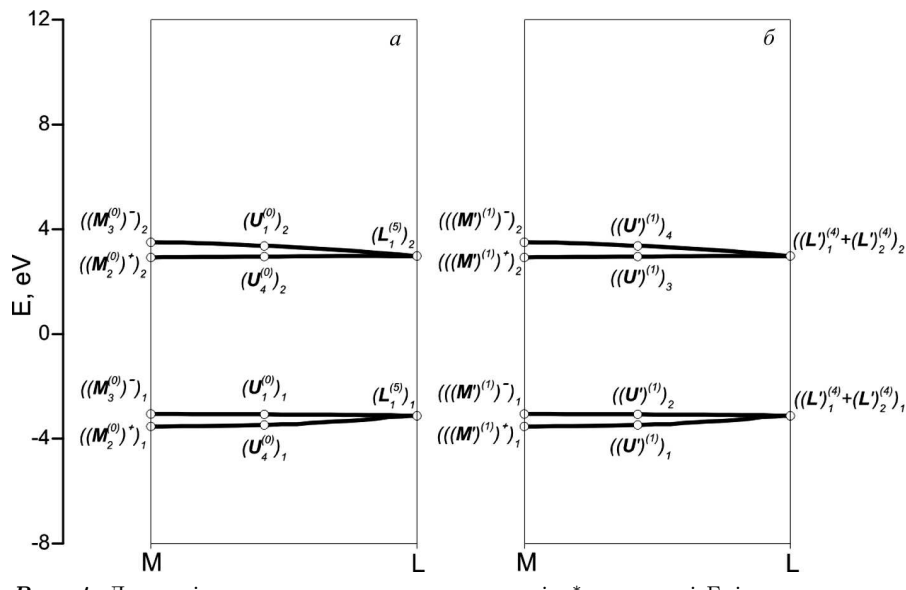 12
а
б
8
4
0
-4
-8
E, eV
((M₃⁽⁰⁾)⁻)₂
(U₁⁽⁰⁾)₂
(L₁⁽⁵⁾)₂
((M₂⁽⁰⁾)⁺)₂
(U₄⁽⁰⁾)₂
((M₃⁽⁰⁾)⁻)₁
(U₁⁽⁰⁾)₁
(L₁⁽⁵⁾)₁
((M₂⁽⁰⁾)⁺)₁
(U₄⁽⁰⁾)₁
M
L
(((M')⁽¹⁾)⁻)₂
((U')⁽¹⁾)₄
((L')₁⁽⁴⁾+(L')₂⁽⁴⁾)₂
(((M')⁽¹⁾)⁺)₂
((U')⁽¹⁾)₃
(((M')⁽¹⁾)⁻)₁
((U')⁽¹⁾)₂
((L')₁⁽⁴⁾+(L')₂⁽⁴⁾)₁
(((M')⁽¹⁾)⁺)₁
((U')⁽¹⁾)₁
M
L